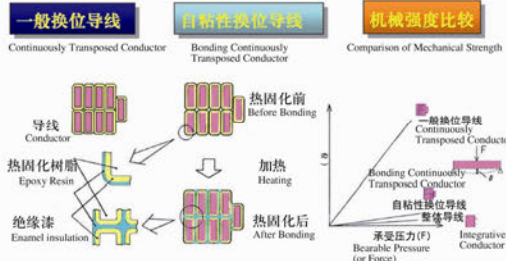 一般换位导线
自粘性换位导线
机械强度比较
Continuously Transposed Conductor
Bonding Continuously
Transposed Conductor
Comparison of Mechanical Strength
导线
Conductor
热固化前
Before Bonding
热固化树脂
Epoxy Resin
加热
Heating
绝缘漆
Enamel insulation
热固化后
After Bonding
一般换位导线
Continuously
Transposed Conducto
F
Bonding Continuously
Transposed Conductor
自粘性换位导线
整体导线
承受压力(F)
Bearable Pressure
(or Force)
Integrative
Conductor